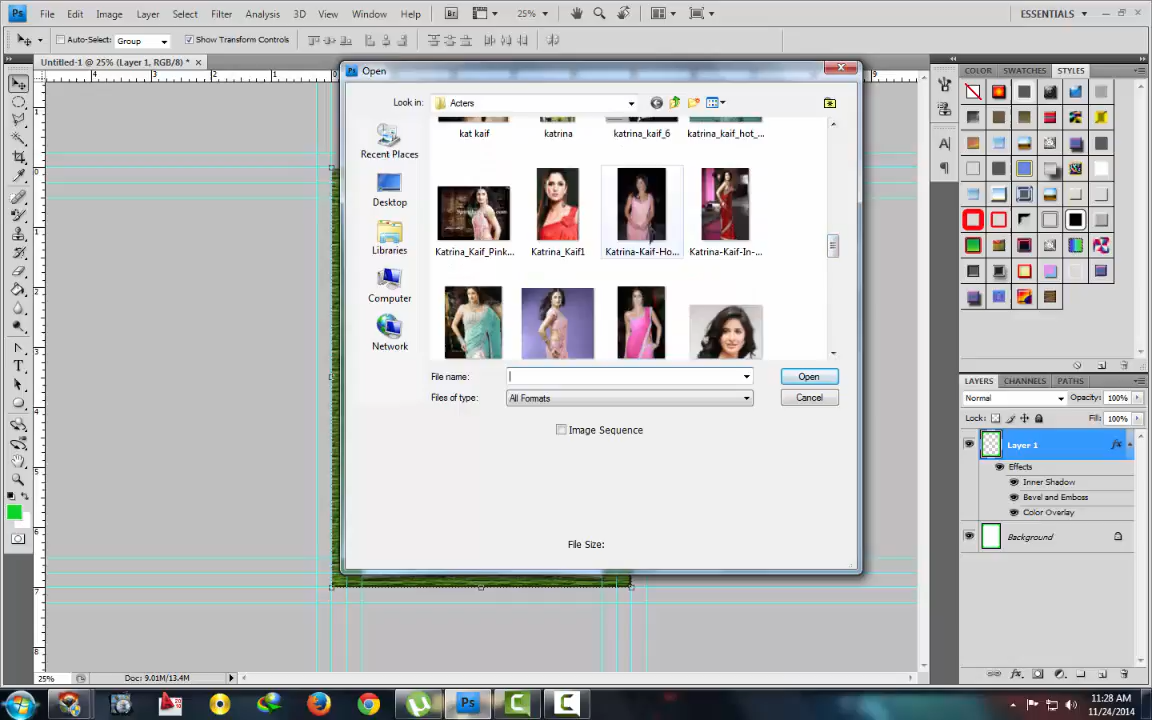 Ps File Edit Image Layer Select Filter Analysis 3D View Window Help Br 25% ESSENTIALS
Auto-Select: Group Show Transform Controls
Untitled-1 @ 25% (Layer 1, RGB/8) *
Open
COLOR SWATCHES STYLES
Look in: Acters
kat kaif katrina katrina_kaif_6 katrina_kaif_hot_...
Recent Places
Desktop
Libraries
Computer
Network
Katrina_Kaif_Pink... Katrina_Kaif1 Katrina-Kaif-Ho... Katrina-Kaif-In-...
File name: Open
Files of type: All Formats Cancel
Image Sequence
File Size:
LAYERS CHANNELS PATHS
Normal Opacity: 100%
Lock: Fill: 100%
Layer 1 fx
Effects
Inner Shadow
Bevel and Emboss
Color Overlay
Background
25% Doc: 9.01M/13.4M
11:28 AM
11/24/2014